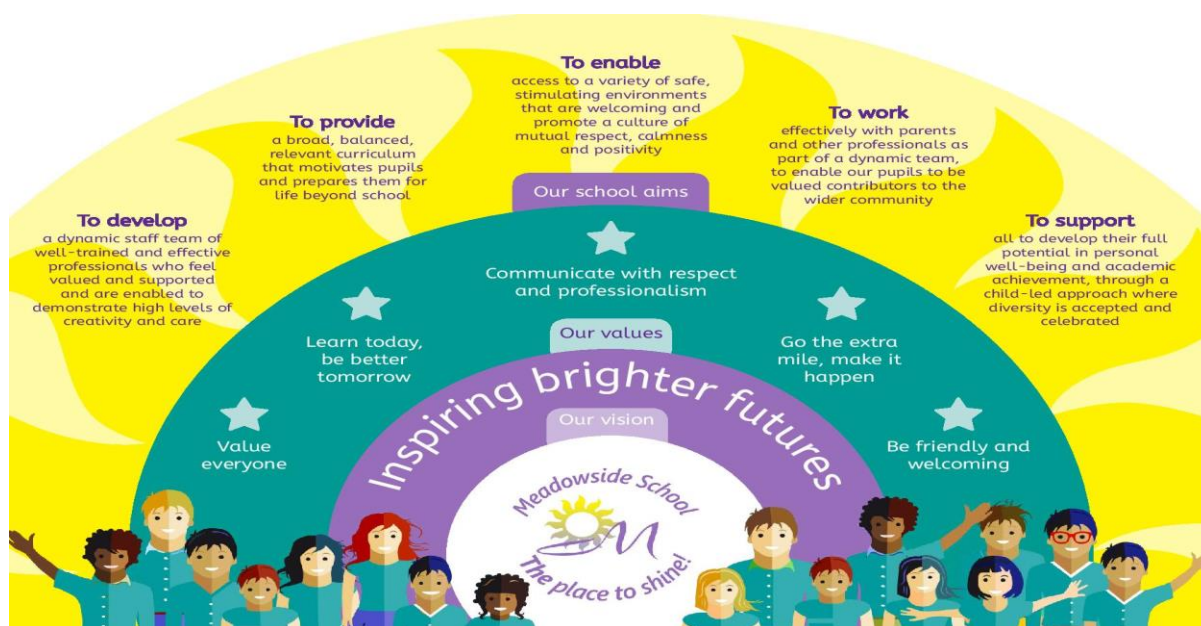 To enable
access to a variety of safe,
stimulating environments
that are welcoming and
promote a culture of
mutual respect, calmness
and positivity
To provide
a broad, balanced,
relevant curriculum
that motivates pupils
and prepares them for
life beyond school
To work
effectively with parents
and other professionals as
part of a dynamic team,
to enable our pupils to be
valued contributors to the
wider community
To develop
a dynamic staff team of
well-trained and effective
professionals who feel
valued and supported
and are enabled to
demonstrate high levels of
creativity and care
To support
all to develop their full
potential in personal
well-being and academic
achievement, through a
child-led approach where
diversity is accepted and
celebrated
Our school aims
Communicate with respect
and professionalism
Learn today,
be better
tomorrow
Go the extra
mile, make it
happen
Value
everyone
Be friendly and
welcoming
Our values
Inspiring brighter futures
Our vision
Meadowside School
M
The place to shine!